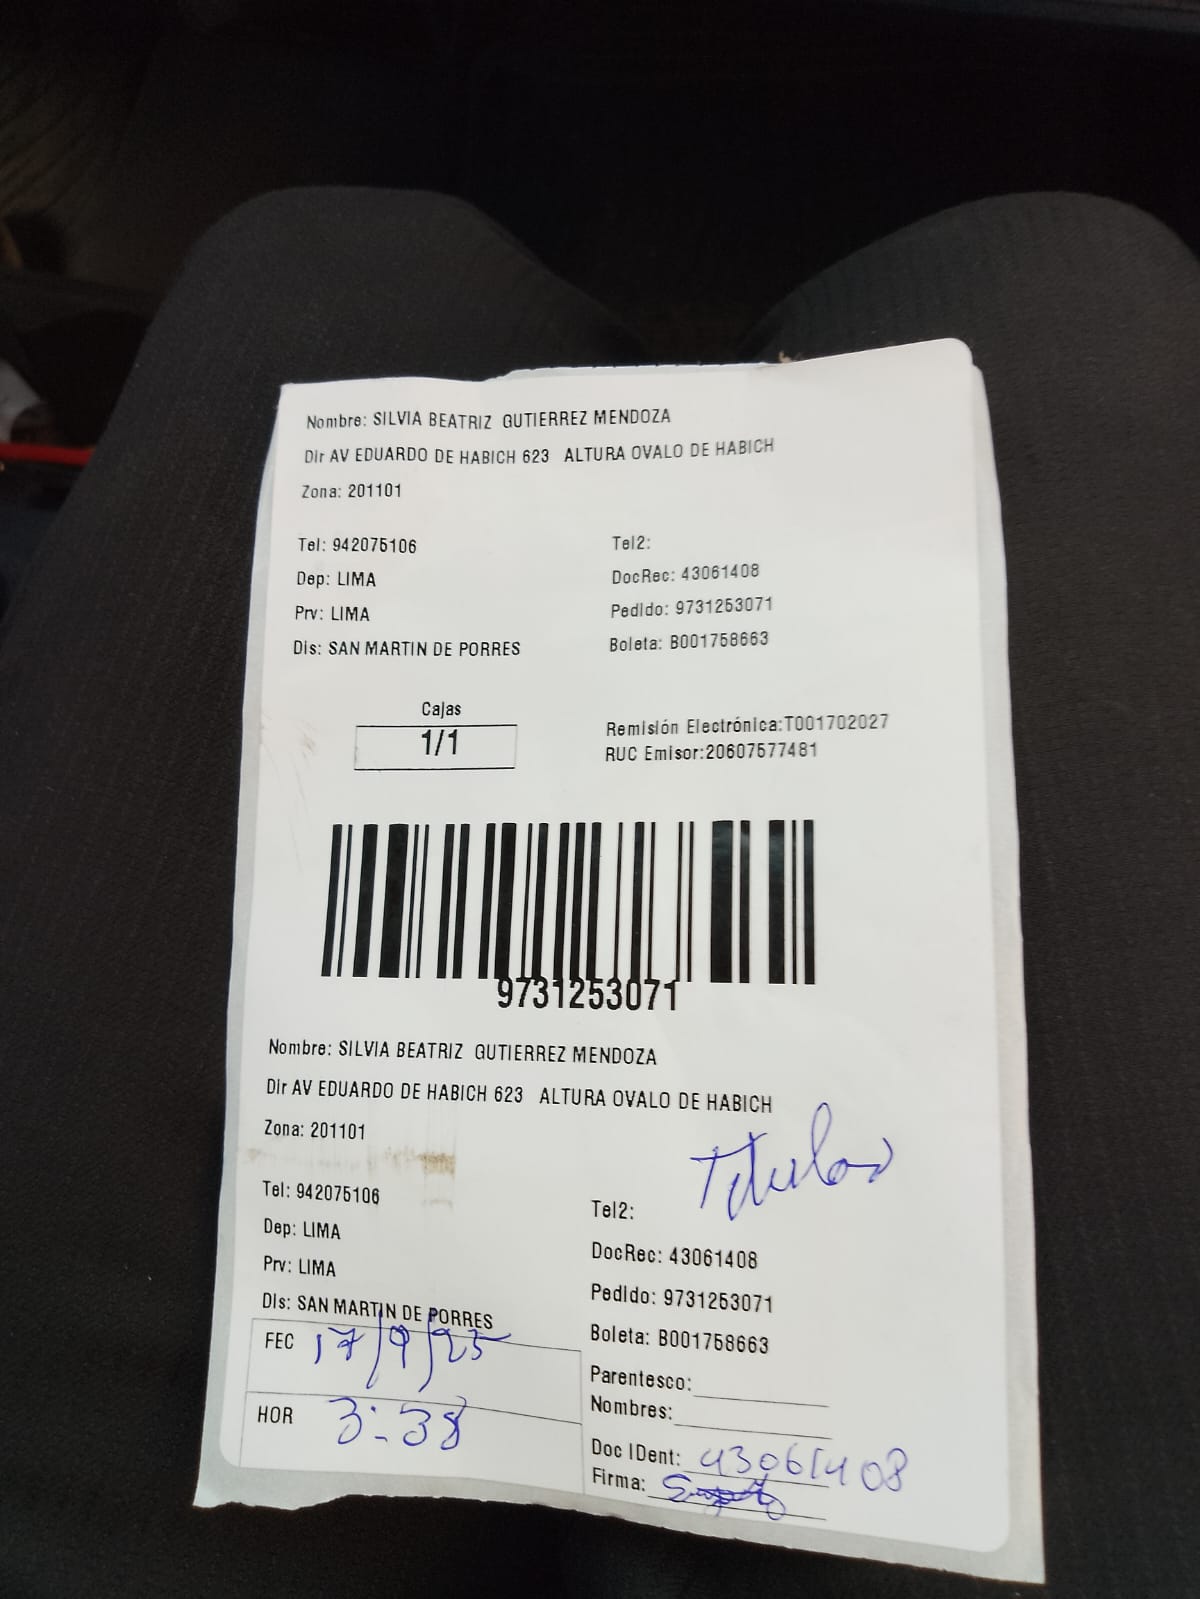 Nombre: SILVIA BEATRIZ GUTIERREZ MENDOZA
Dir AV EDUARDO DE HABICH 623 ALTURA OVALO DE HABICH
Zona: 201101
Tel: 942075106 Tel2:
Dep: LIMA DocRec: 43061408
Prv: LIMA Pedido: 9731253071
Dis: SAN MARTIN DE PORRES Boleta: B001758663
Cajas
1/1
Remisión Electrónica:T001702027
RUC Emisor:20607577481
9731253071
Nombre: SILVIA BEATRIZ GUTIERREZ MENDOZA
Dir AV EDUARDO DE HABICH 623 ALTURA OVALO DE HABICH
Zona: 201101
Titular
Tel: 942075106 Tel2:
Dep: LIMA DocRec: 43061408
Prv: LIMA Pedido: 9731253071
Dis: SAN MARTIN DE PORRES Boleta: B001758663
FEC 17/9/25 Parentesco:
Nombres:
HOR 3:38 Doc IDent: 43061408
Firma: